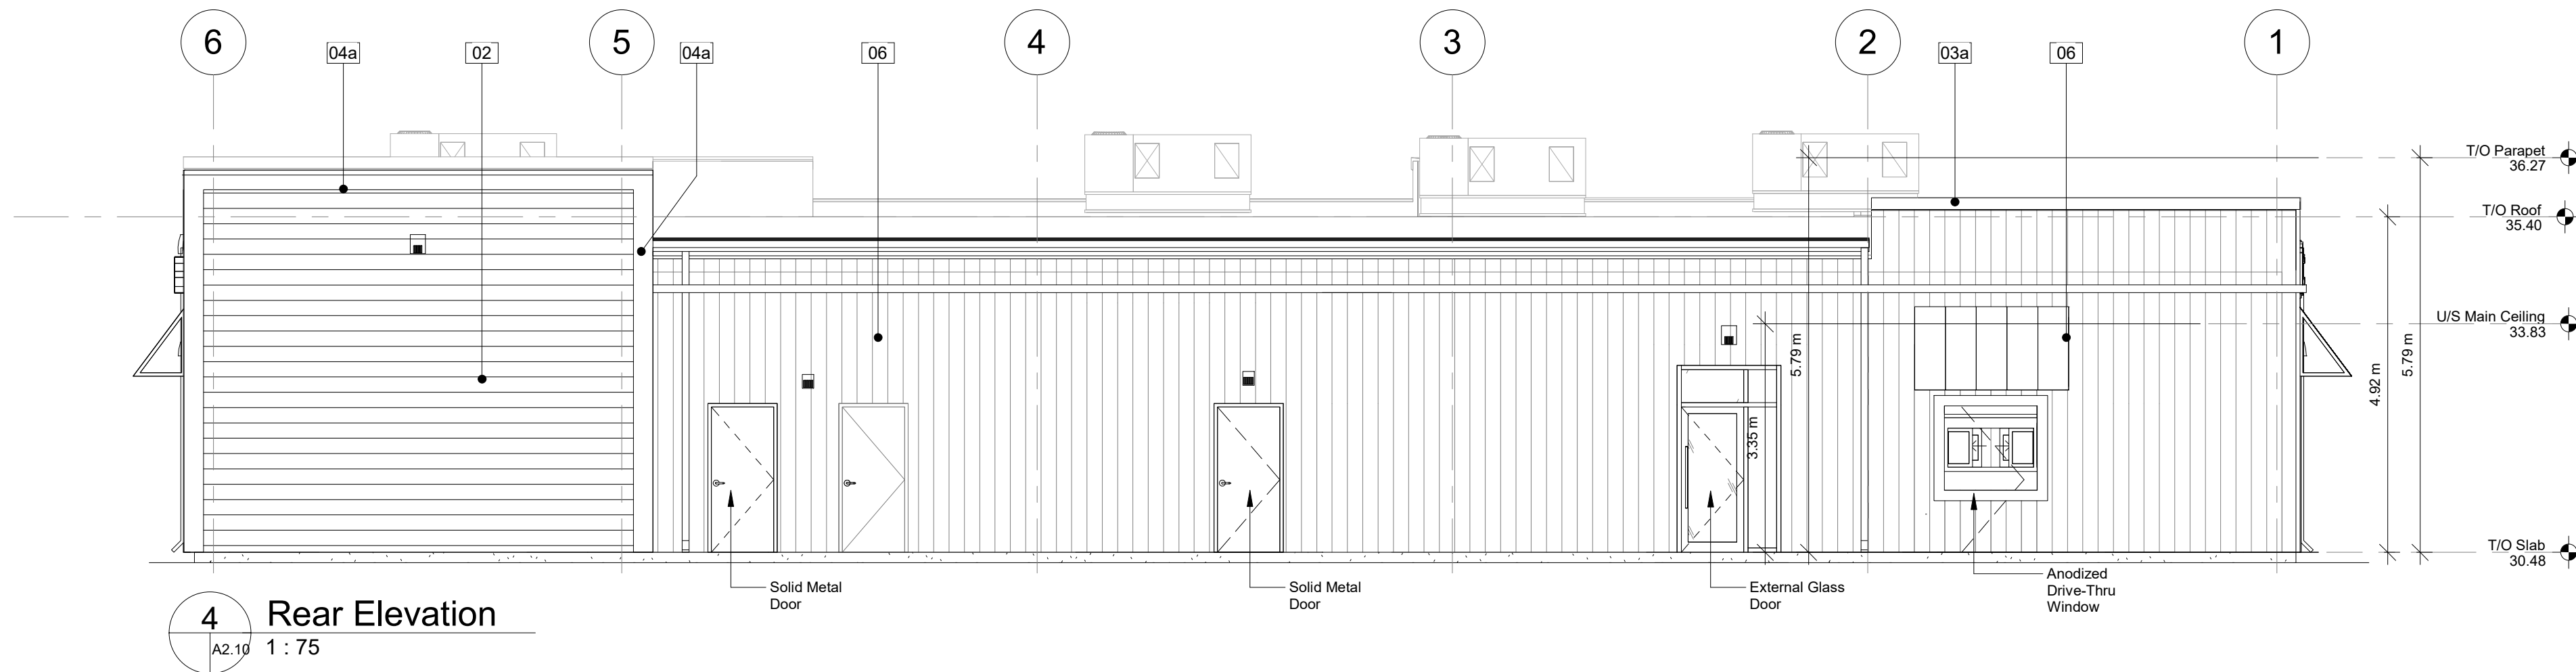 6
04a
02
5
04a
06
4
3
2
03a
06
1
T/O Parapet
36.27
T/O Roof
35.40
U/S Main Ceiling
33.83
5.79 m
4.92 m
5.79 m
3.35 m
T/O Slab
30.48
Solid Metal
Door
Solid Metal
Door
External Glass
Door
Anodized
Drive-Thru
Window
4
A2.10
Rear Elevation
1 : 75